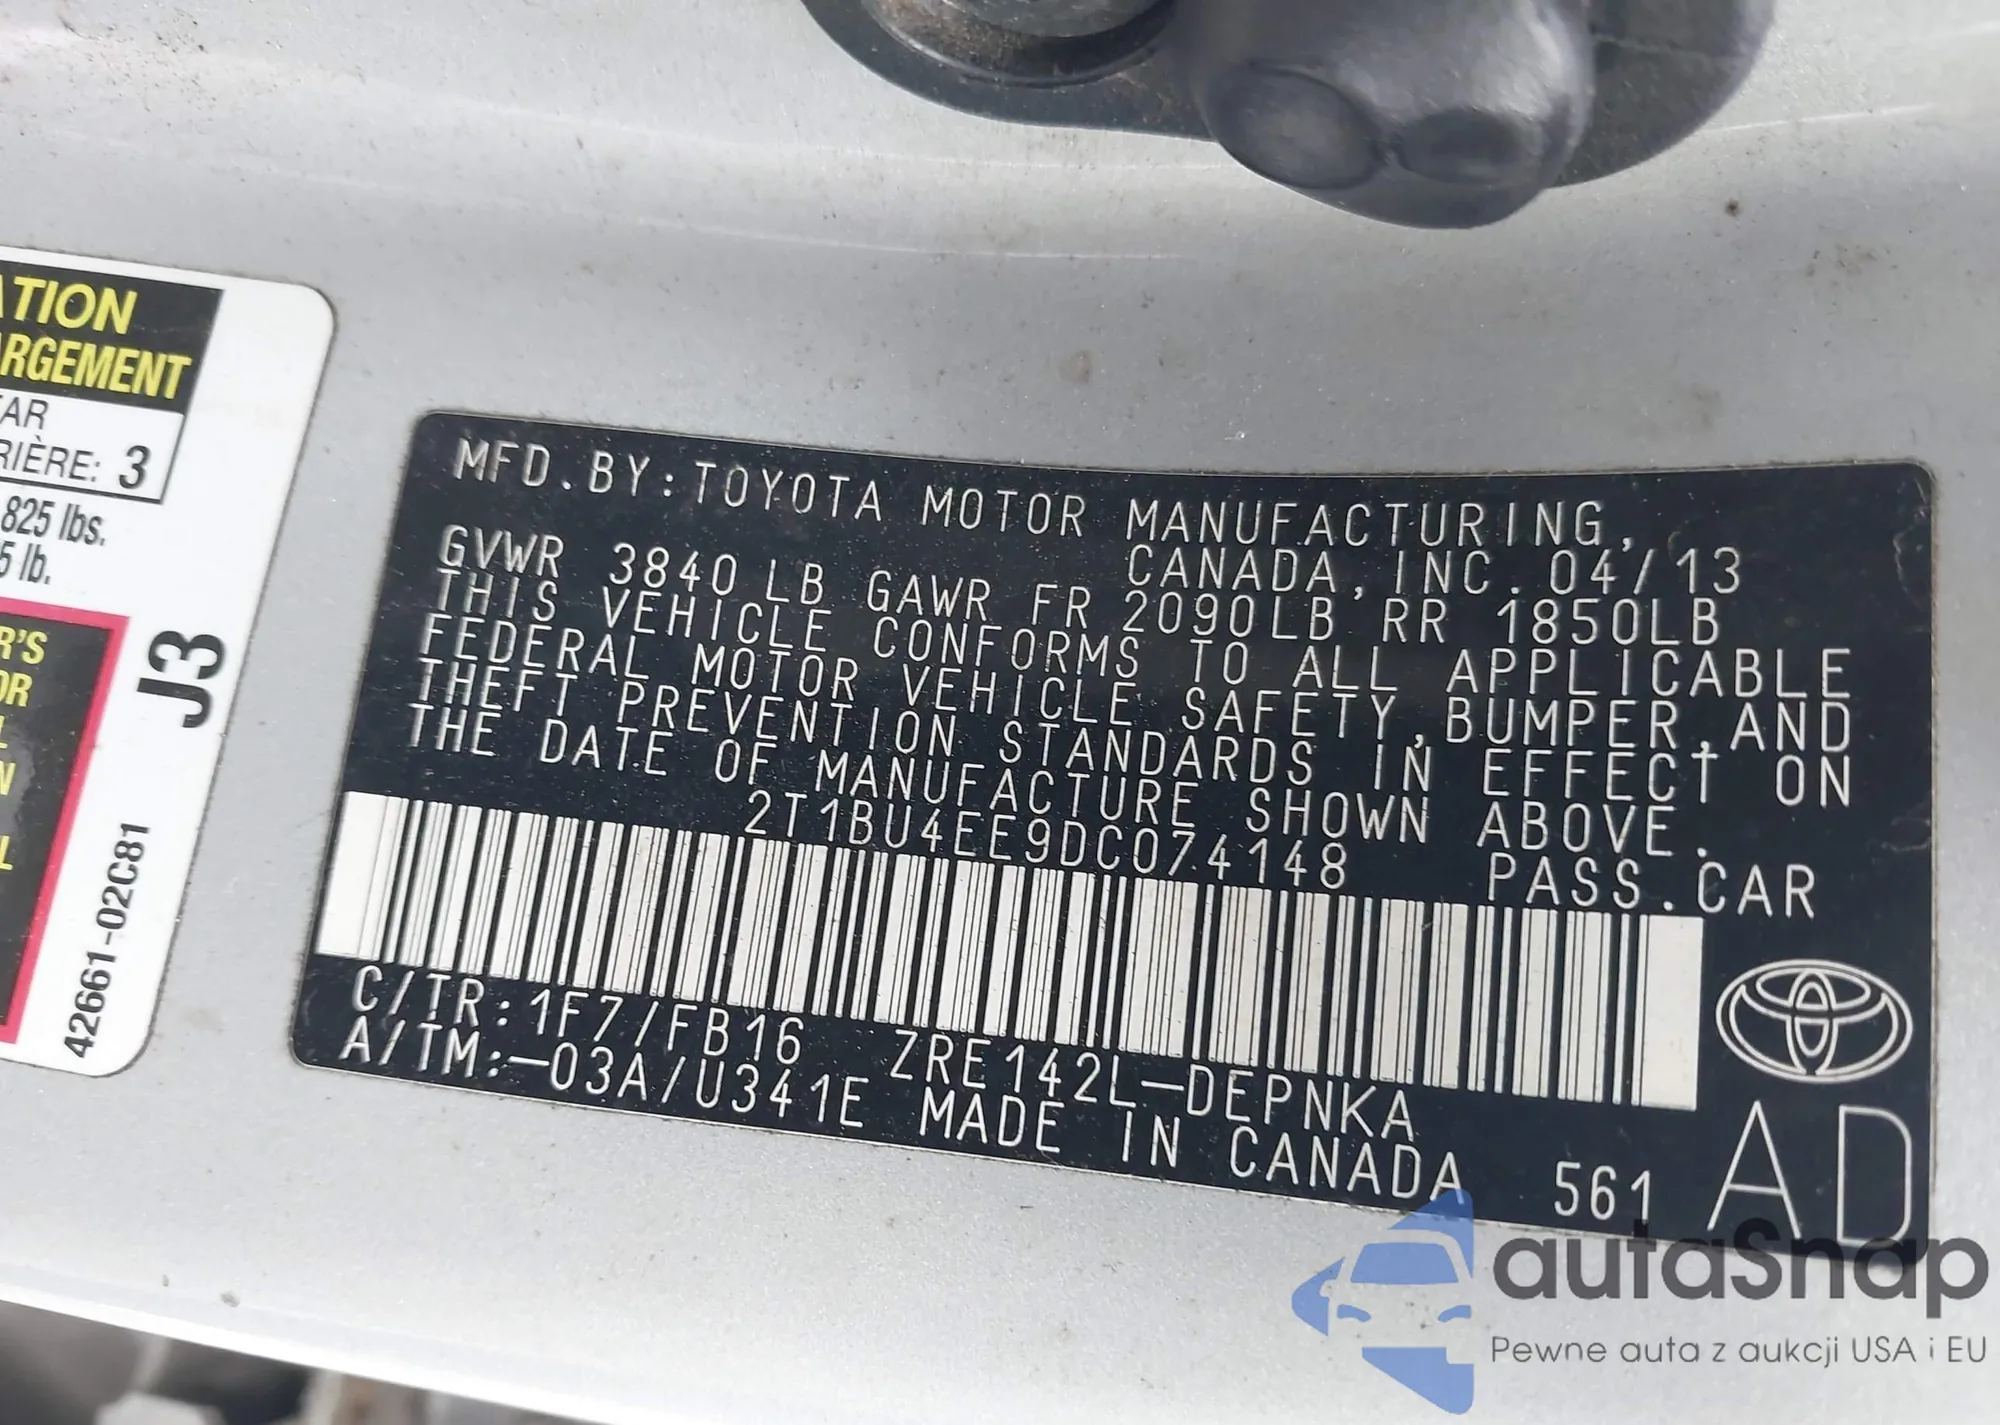 ATION
ARGEMENT
EAR
RIÈRE: 3
825 lbs.
5 lb.
R'S
OR
L
N
L
J3
42661-02C81
MFD.BY:TOYOTA MOTOR MANUFACTURING,
CANADA,INC.04/13
GVWR 3840LB GAWR FR 2090LB RR 1850LB
THIS VEHICLE CONFORMS TO ALL APPLICABLE
FEDERAL MOTOR VEHICLE SAFETY,BUMPER,AND
THEFT PREVENTION STANDARDS IN EFFECT ON
THE DATE OF MANUFACTURE SHOWN ABOVE.
2T1BU4EE9DC074148 PASS.CAR
C/TR:1F7/FB16 ZRE142L-DEPNKA
A/TM:-03A/U341E MADE IN CANADA 561
AD
autaSnap
Pewne auta z aukcji USA i EU